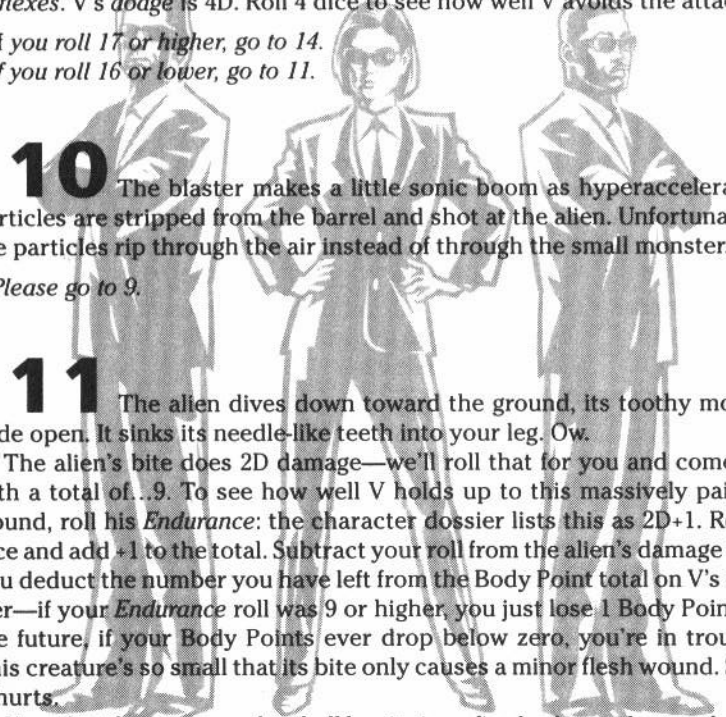 flexes. V's dodge is 4D. Roll 4 dice to see how well V avoids the attac
f you roll 17 or higher, go to 14.
f you roll 16 or lower, go to 11.
10 The blaster makes a little sonic boom as hyperaccelera
rticles are stripped from the barrel and shot at the alien. Unfortuna
e particles rip through the air instead of through the small monster
Please go to 9.
11 The alien dives down toward the ground, its toothy mo
de open. It sinks its needle-like teeth into your leg. Ow.
The alien's bite does 2D damage—we'll roll that for you and come
th a total of...9. To see how well V holds up to this massively pai
ound, roll his Endurance: the character dossier lists this as 2D+1. R
ce and add +1 to the total. Subtract your roll from the alien's damage
u deduct the number you have left from the Body Point total on V's
er—if your Endurance roll was 9 or higher, you just lose 1 Body Poin
e future, if your Body Points ever drop below zero, you're in trou
his creature's so small that its bite only causes a minor flesh wound.
hurts.